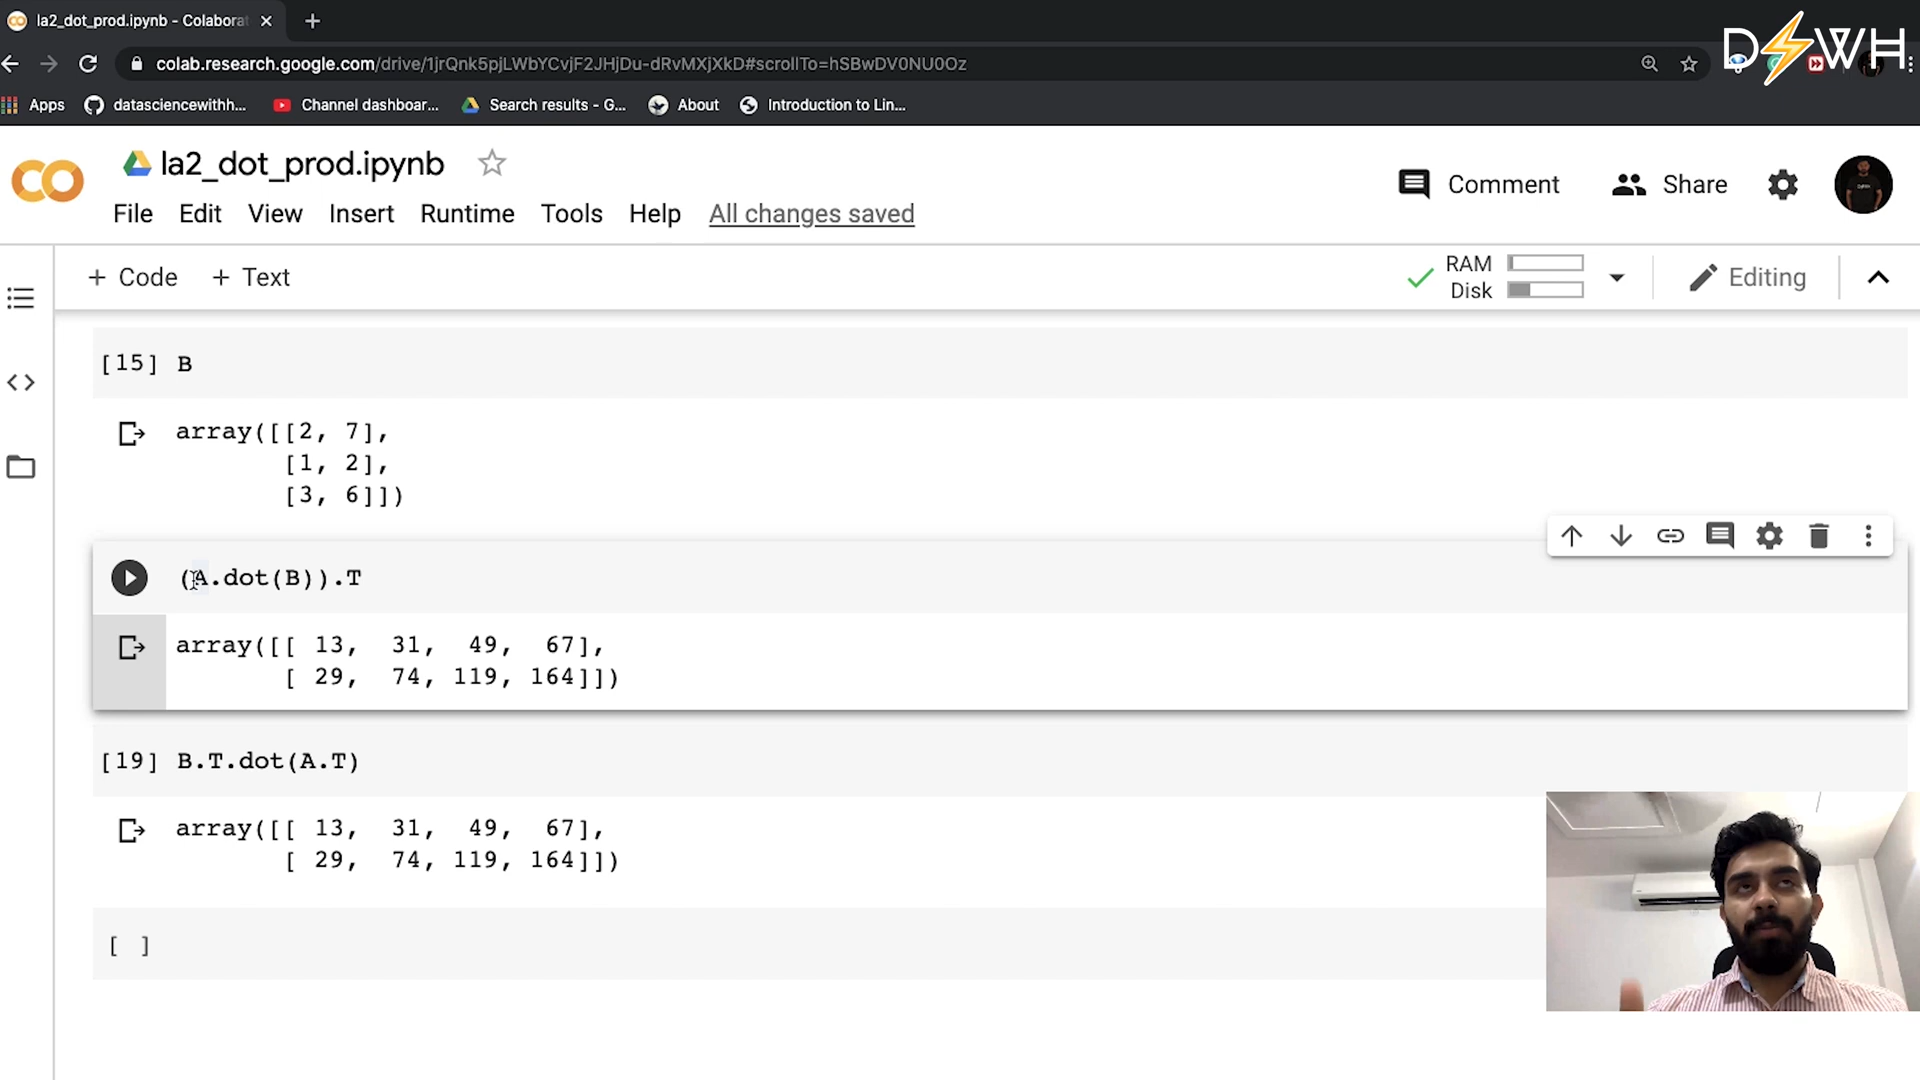 la2_dot_prod.ipynb - Colabora
D WH
colab.research.google.com/drive/1jrQnk5pjLWbYCvjF2JHjDu-dRvMXjXkD#scrollTo=hSBwDV0NU0Oz
Apps datasciencewithh... Channel dashboar... Search results - G... About Introduction to Lin...
la2_dot_prod.ipynb
Comment Share
File Edit View Insert Runtime Tools Help All changes saved
+ Code + Text
RAM
Disk
Editing
[15] B
array([[2, 7],
[1, 2],
[3, 6]])
(A.dot(B)).T
array([[ 13, 31, 49, 67],
[ 29, 74, 119, 164]])
[19] B.T.dot(A.T)
array([[ 13, 31, 49, 67],
[ 29, 74, 119, 164]])
[ ]